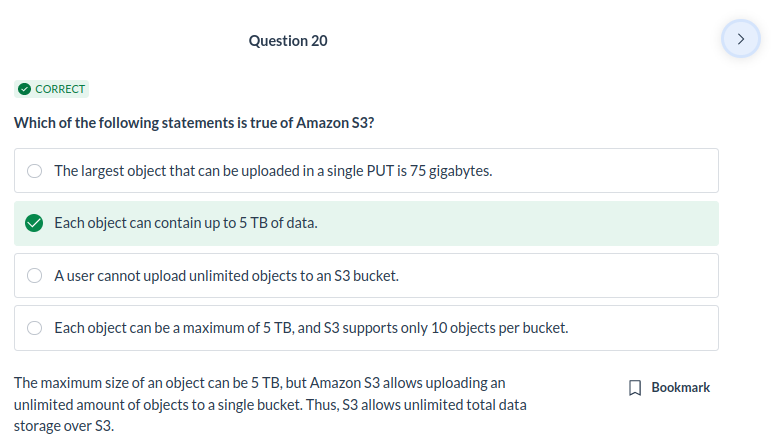 Question 20
CORRECT
Which of the following statements is true of Amazon S3?
The largest object that can be uploaded in a single PUT is 75 gigabytes.
Each object can contain up to 5 TB of data.
A user cannot upload unlimited objects to an S3 bucket.
Each object can be a maximum of 5 TB, and S3 supports only 10 objects per bucket.
The maximum size of an object can be 5 TB, but Amazon S3 allows uploading an
unlimited amount of objects to a single bucket. Thus, S3 allows unlimited total data
storage over S3.
Bookmark